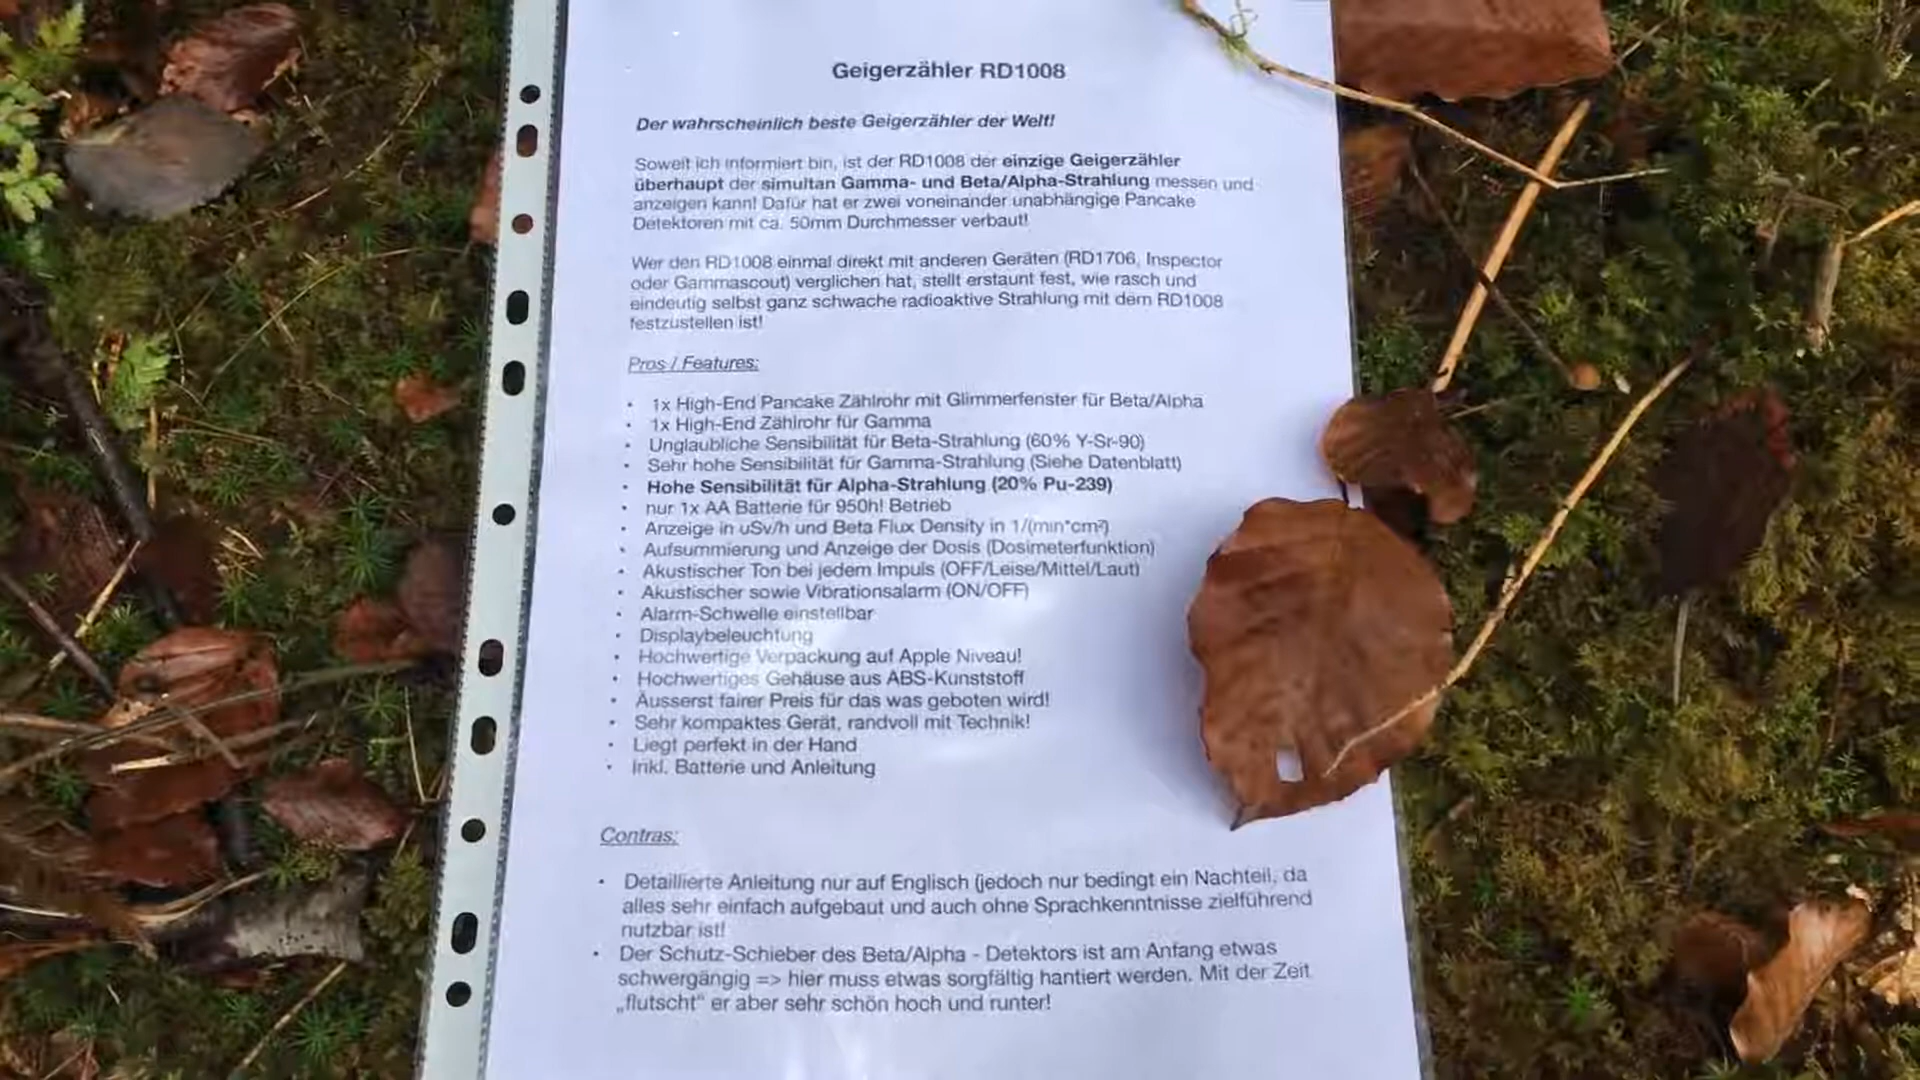 Geigerzähler RD1008
Der wahrscheinlich beste Geigerzähler der Welt!
Soweit ich informiert bin, ist der RD1008 der einzige Geigerzähler
überhaupt der simultan Gamma- und Beta/Alpha-Strahlung messen und
anzeigen kann! Dafür hat er zwei voneinander unabhängige Pancake
Detektoren mit ca. 50mm Durchmesser verbaut!
Wer den RD1008 einmal direkt mit anderen Geräten (RD1706, Inspector
oder Gammascout) verglichen hat, stellt erstaunt fest, wie rasch und
eindeutig selbst ganz schwache radioaktive Strahlung mit dem RD1008
festzustellen ist!
Pros / Features:
• 1x High-End Pancake Zählrohr mit Glimmerfenster für Beta/Alpha
• 1x High-End Zählrohr für Gamma
• Unglaubliche Sensibilität für Beta-Strahlung (60% Y-Sr-90)
• Sehr hohe Sensibilität für Gamma-Strahlung (Siehe Datenblatt)
• Hohe Sensibilität für Alpha-Strahlung (20% Pu-239)
• nur 1x AA Batterie für 950h! Betrieb
• Anzeige in uSv/h und Beta Flux Density in 1/(min*cm²)
• Aufsummierung und Anzeige der Dosis (Dosimeterfunktion)
• Akustischer Ton bei jedem Impuls (OFF/Leise/Mittel/Laut)
• Akustischer sowie Vibrationsalarm (ON/OFF)
• Alarm-Schwelle einstellbar
• Displaybeleuchtung
• Hochwertige Verpackung auf Apple Niveau!
• Hochwertiges Gehäuse aus ABS-Kunststoff
• Äusserst fairer Preis für das was geboten wird!
• Sehr kompaktes Gerät, randvoll mit Technik!
• Liegt perfekt in der Hand
• Inkl. Batterie und Anleitung
Contras:
• Detaillierte Anleitung nur auf Englisch (jedoch nur bedingt ein Nachteil, da
alles sehr einfach aufgebaut und auch ohne Sprachkenntnisse zielführend
nutzbar ist!
• Der Schutz-Schieber des Beta/Alpha - Detektors ist am Anfang etwas
schwergängig => hier muss etwas sorgfältig hantiert werden. Mit der Zeit
„flutscht“ er aber sehr schön hoch und runter!